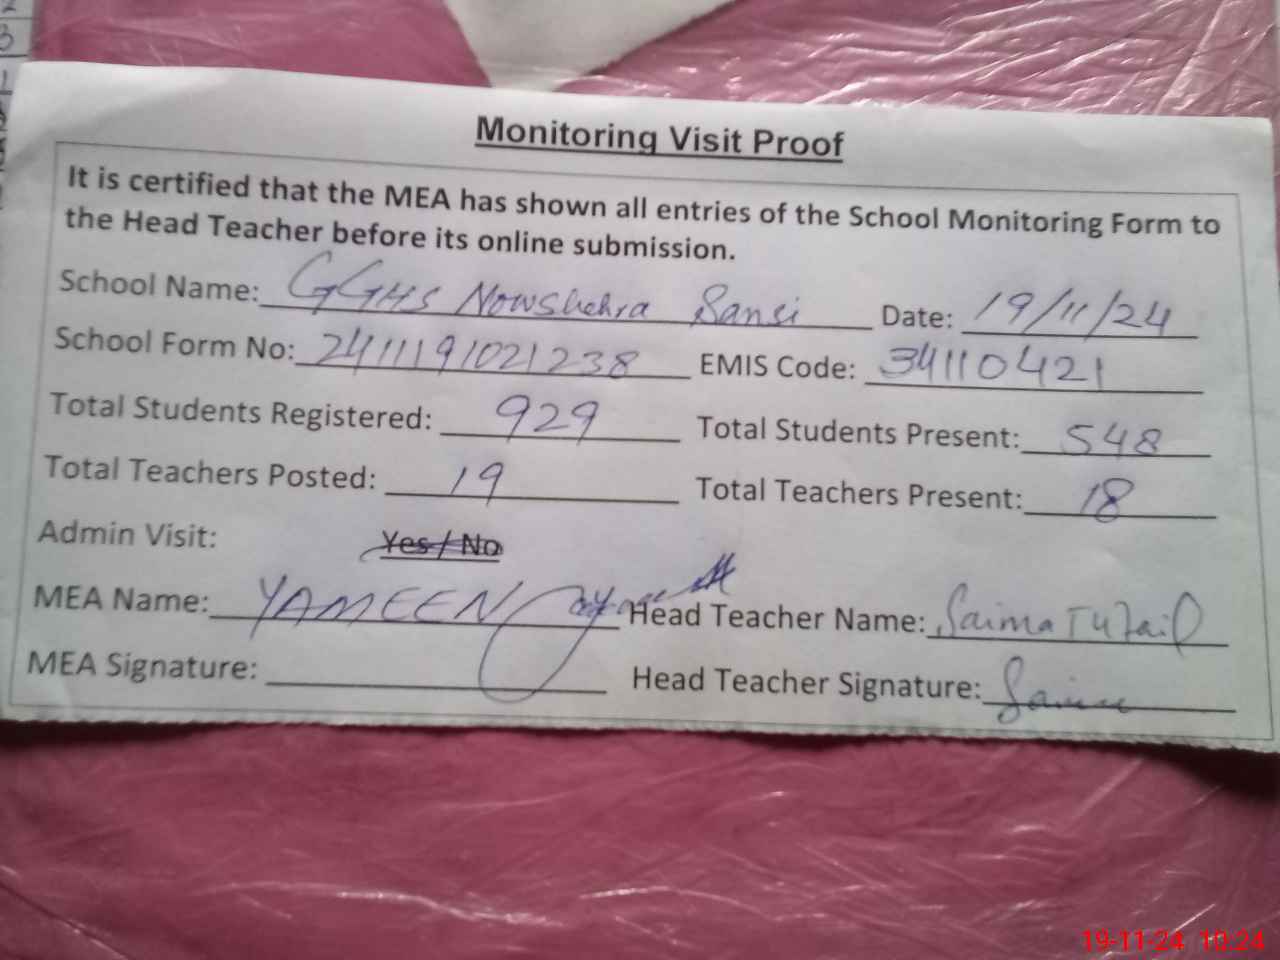 Monitoring Visit Proof
It is certified that the MEA has shown all entries of the School Monitoring Form to
the Head Teacher before its online submission.
School Name: GGHS Nowshehra Sansi Date: 19/11/24
School Form No: 2411191021238 EMIS Code: 34110421
Total Students Registered: 929 Total Students Present: 548
Total Teachers Posted: 19 Total Teachers Present: 18
Admin Visit: Yes / No
MEA Name: YAMEEN Head Teacher Name: Saima Tufail
MEA Signature: Head Teacher Signature: Saima
19-11-24 10:24